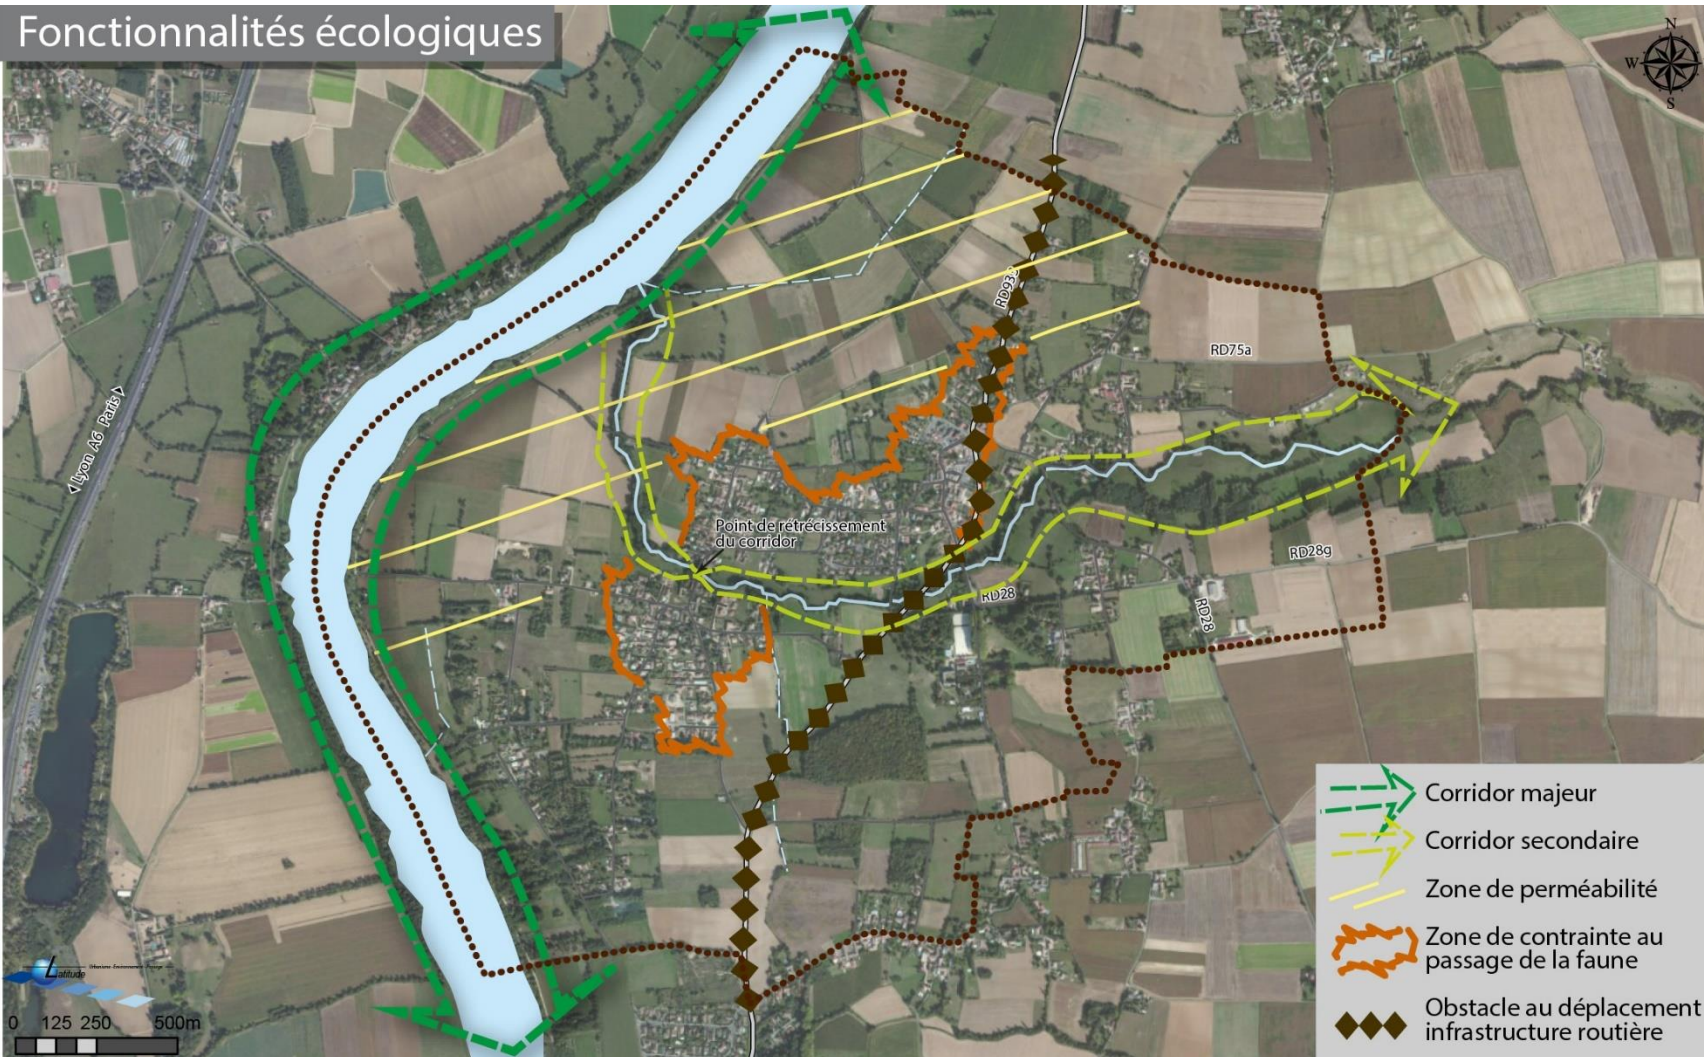 Fonctionnalités écologiques
N
W
S
RD933
RD75a
Lyon A6 Paris
Point de rétrécissement
du corridor
RD28g
RD28
RD28
Corridor majeur
Corridor secondaire
Zone de perméabilité
Zone de contrainte au
passage de la faune
Obstacle au déplacement
infrastructure routière
Latitude
0 125 250 500m